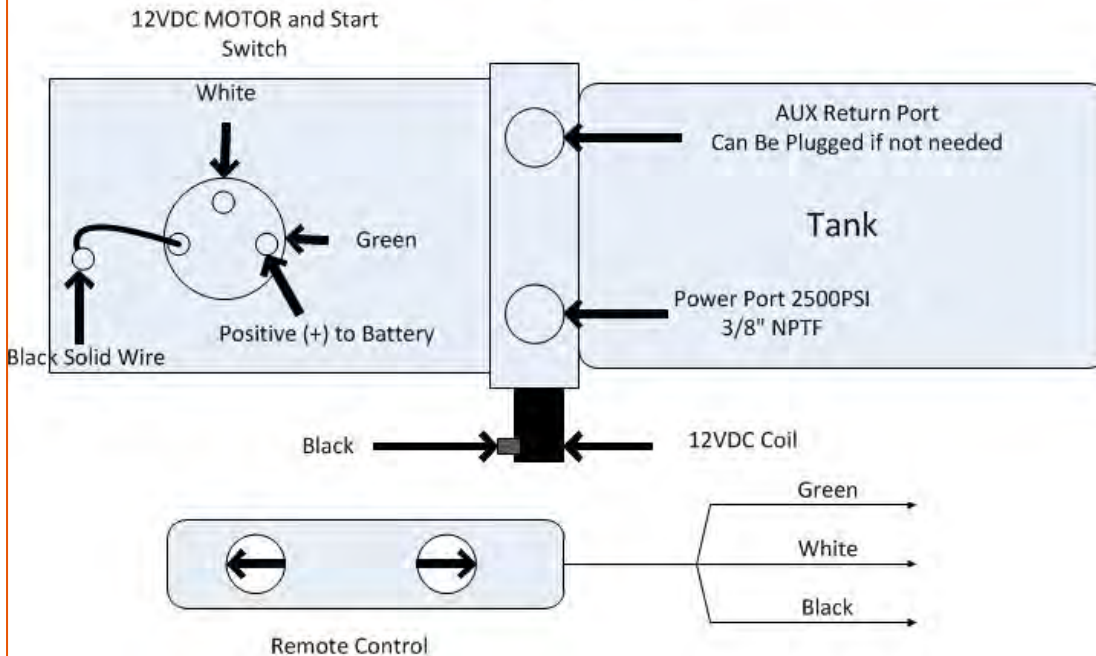 12VDC MOTOR and Start
Switch
White
AUX Return Port
Can Be Plugged if not needed
Tank
Green
Positive (+) to Battery
Black Solid Wire
Power Port 2500PSI
3/8" NPTF
Black
12VDC Coil
Green
White
Black
Remote Control